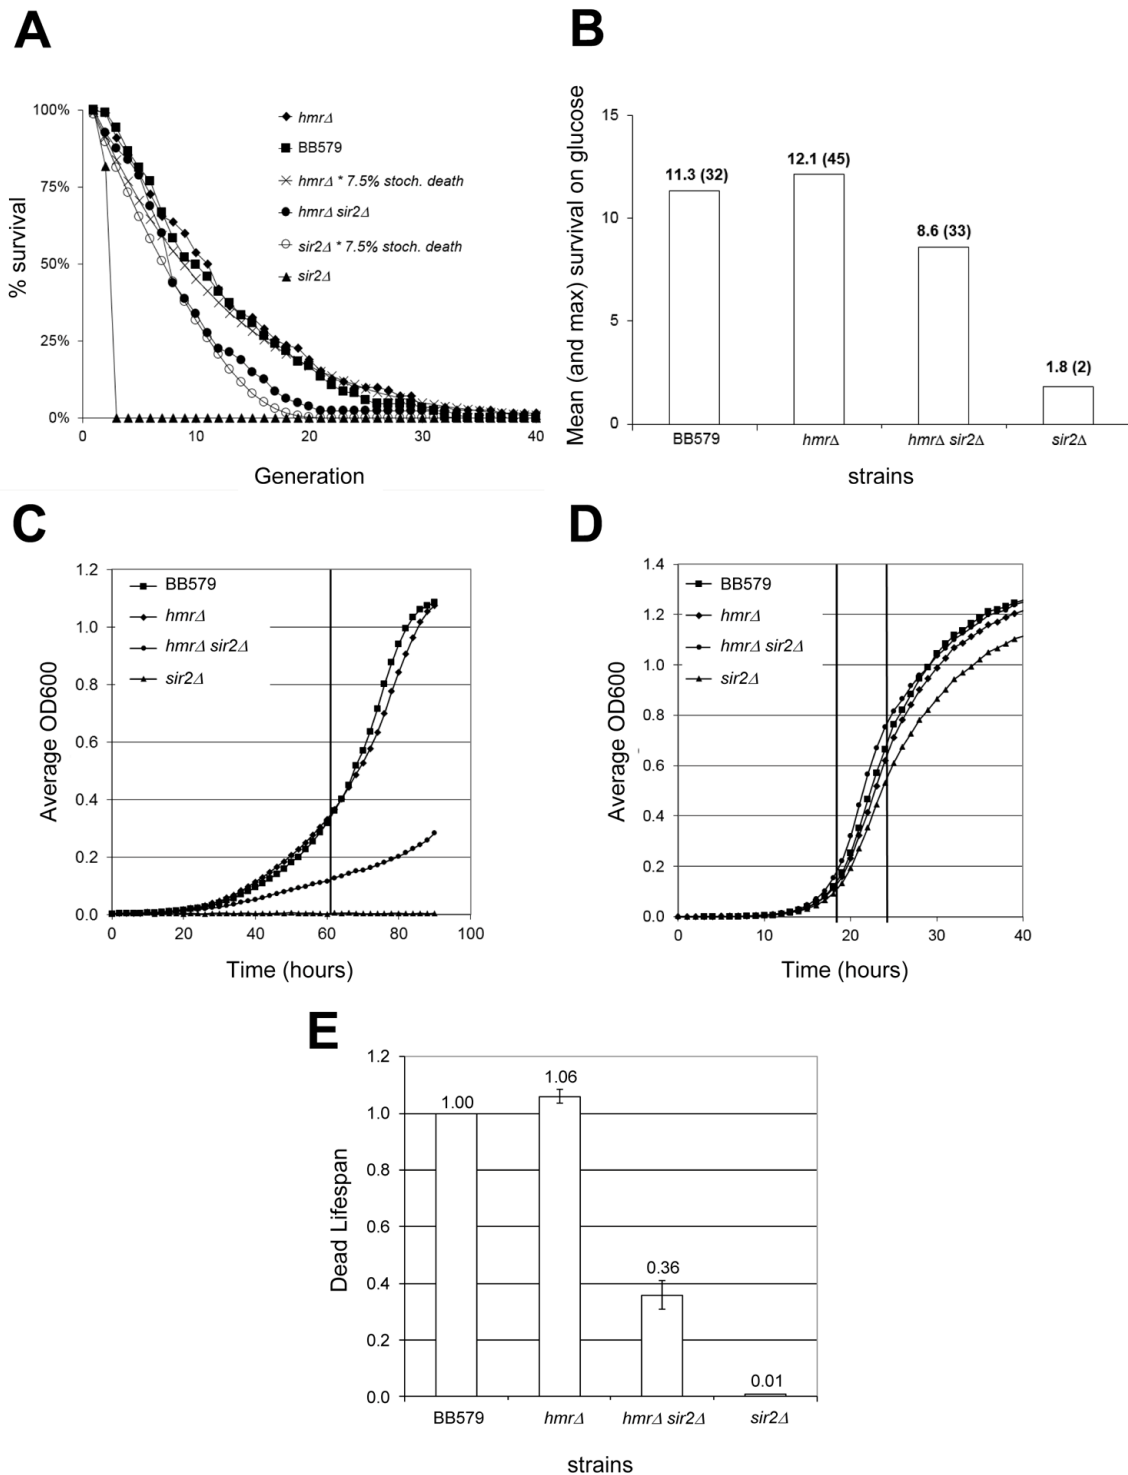 A
100%
75%
50%
25%
0%
0
10
20
30
40
% survival
Generation
hmrΔ
BB579
hmrΔ * 7.5% stoch. death
hmrΔ sir2Δ
sir2Δ * 7.5% stoch. death
sir2Δ
B
Mean (and max) survival on glucose
15
10
5
0
11.3 (32)
12.1 (45)
8.6 (33)
1.8 (2)
BB579
hmrΔ
hmrΔ sir2Δ
sir2Δ
strains
C
Average OD600
1.2
1.0
0.8
0.6
0.4
0.2
0.0
BB579
hmrΔ
hmrΔ sir2Δ
sir2Δ
0
20
40
60
80
100
Time (hours)
D
Average OD600
1.4
1.2
1.0
0.8
0.6
0.4
0.2
0.0
BB579
hmrΔ
hmrΔ sir2Δ
sir2Δ
0
10
20
30
40
Time (hours)
E
Dead Lifespan
1.2
1.0
0.8
0.6
0.4
0.2
0.0
1.00
1.06
0.36
0.01
BB579
hmrΔ
hmrΔ sir2Δ
sir2Δ
strains